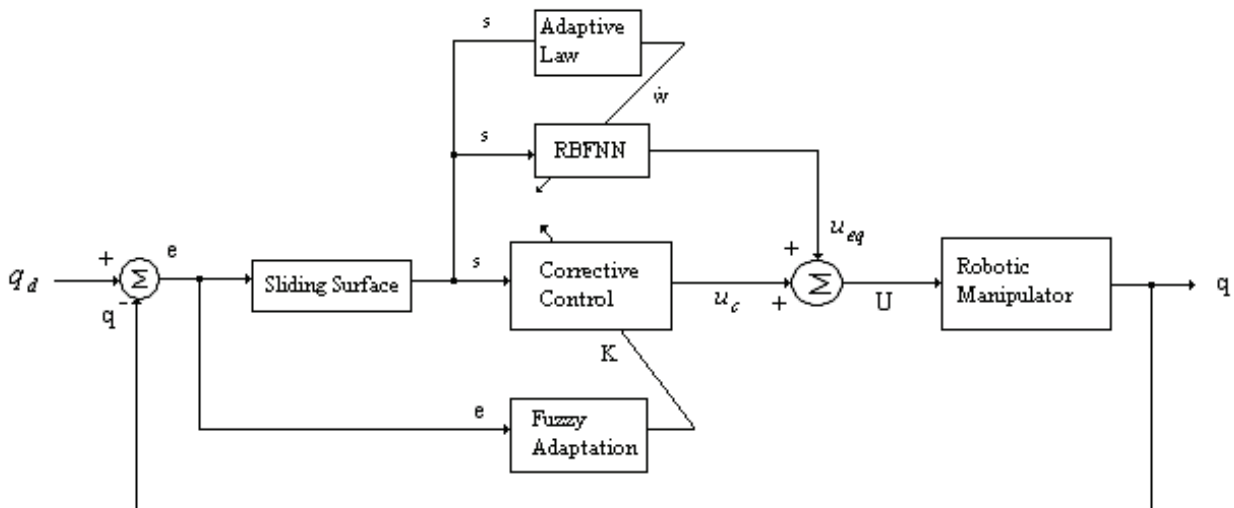 s
Adaptive
Law
ẇ
s
RBFNN
u_eq
+
e
q_d
+
Σ
-
q
Sliding Surface
s
Corrective
Control
u_c
+
Σ
U
Robotic
Manipulator
q
K
e
Fuzzy
Adaptation